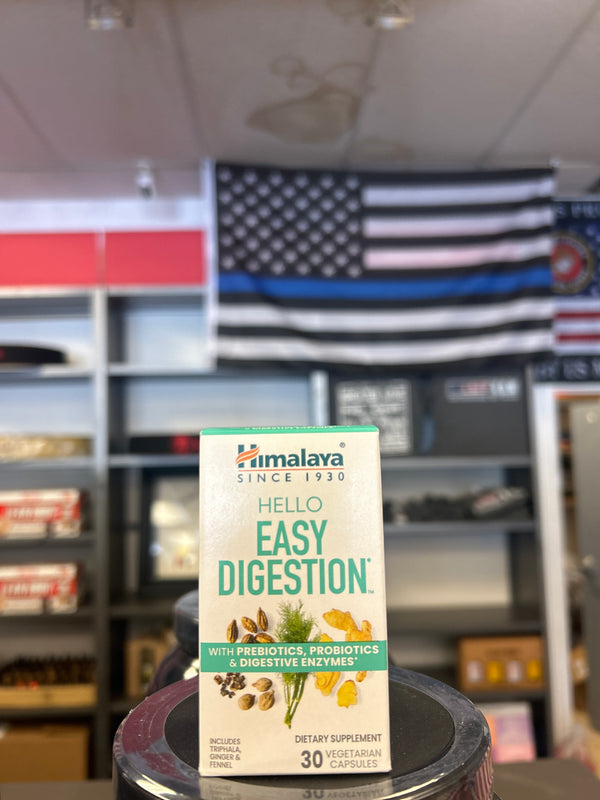 Himalaya®
SINCE 1930
HELLO
EASY
DIGESTION*™
WITH PREBIOTICS, PROBIOTICS
& DIGESTIVE ENZYMES*
INCLUDES
TRIPHALA,
GINGER &
FENNEL
DIETARY SUPPLEMENT
30 VEGETARIAN
CAPSULES